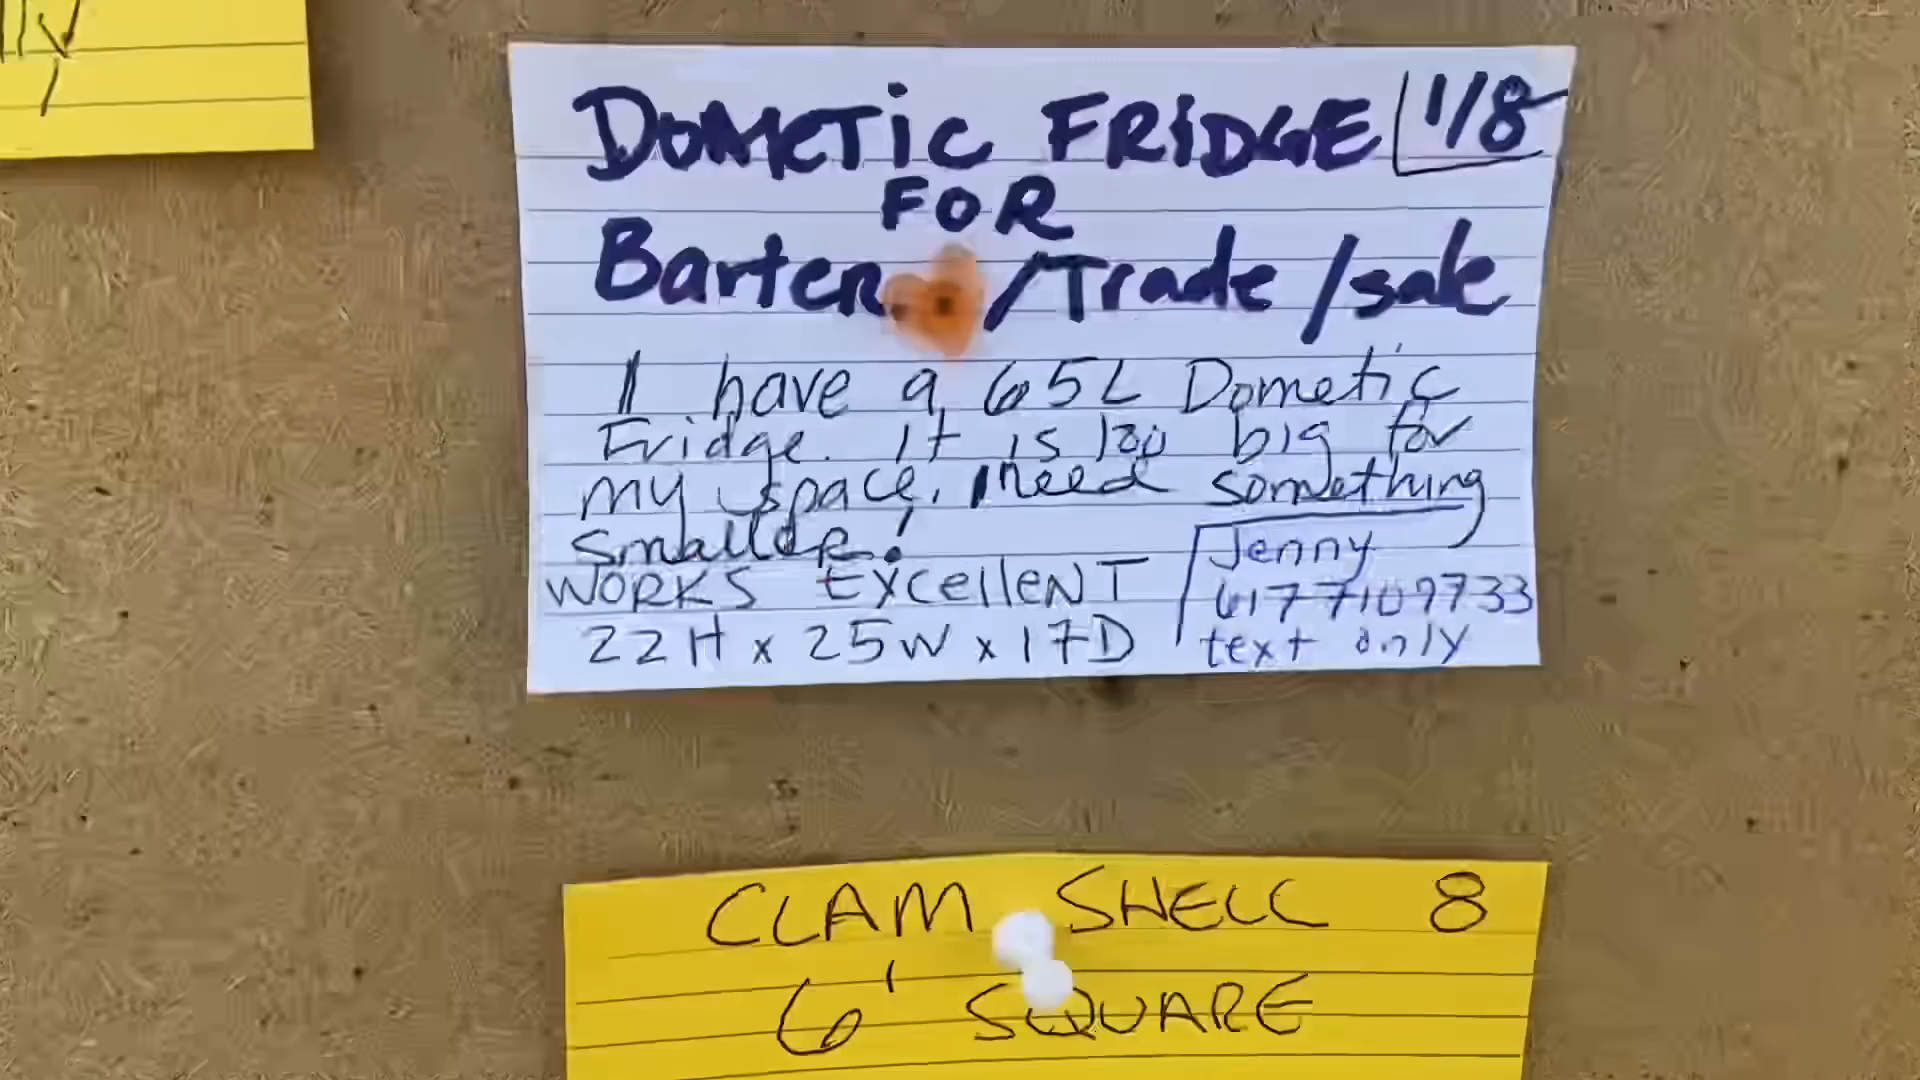 ly
DOMETIC FRIDGE 1/8
FOR
Barter /Trade/sale
I have a 65L Dometic
Fridge. It is too big for
my space. I need something
smaller!
WORKS EXCELLENT
22H x 25W x 17D
Jenny
6177109733
text only
CLAM SHELL 8
6' SQUARE